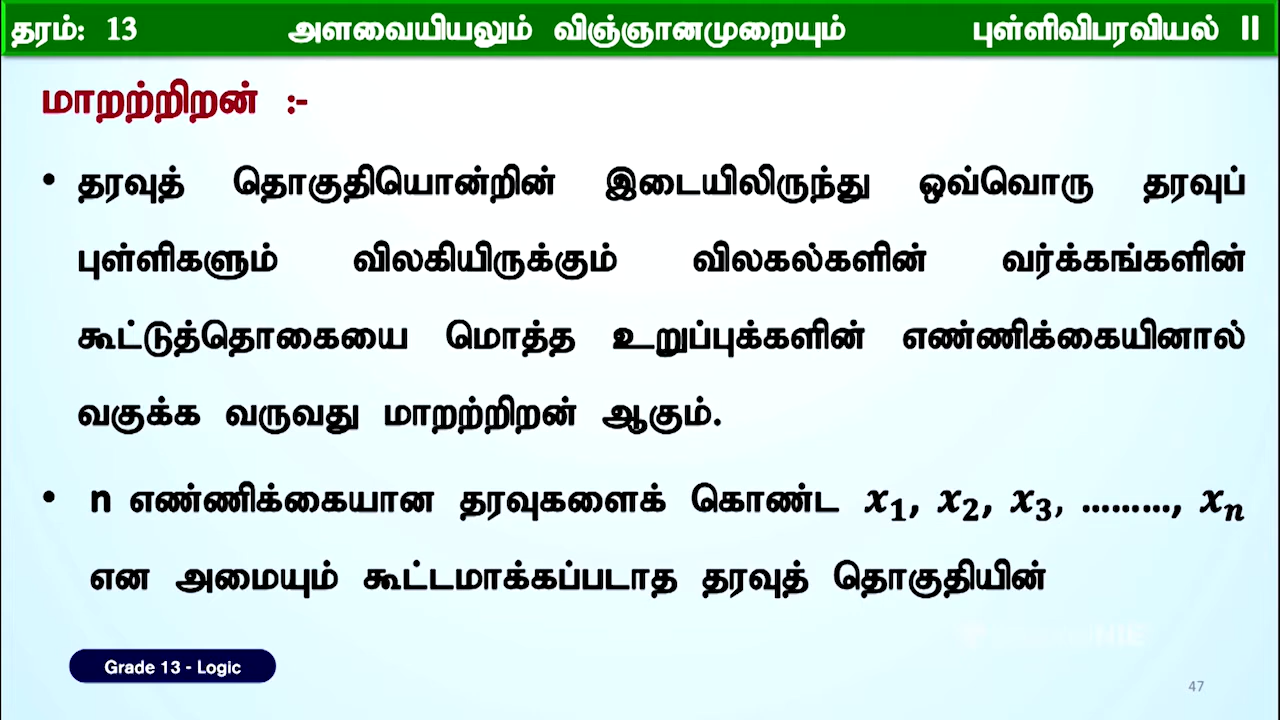 தரம்: 13 அளவையியலும் விஞ்ஞானமுறையும் புள்ளிவிபரவியல் II
மாறற்றிறன் :-
• தரவுத் தொகுதியொன்றின் இடையிலிருந்து ஒவ்வொரு தரவுப்
புள்ளிகளும் விலகியிருக்கும் விலகல்களின் வர்க்கங்களின்
கூட்டுத்தொகையை மொத்த உறுப்புக்களின் எண்ணிக்கையினால்
வகுக்க வருவது மாறற்றிறன் ஆகும்.
• n எண்ணிக்கையான தரவுகளைக் கொண்ட x₁, x₂, x₃, ………, xₙ
என அமையும் கூட்டமாக்கப்படாத தரவுத் தொகுதியின்
Grade 13 - Logic
47